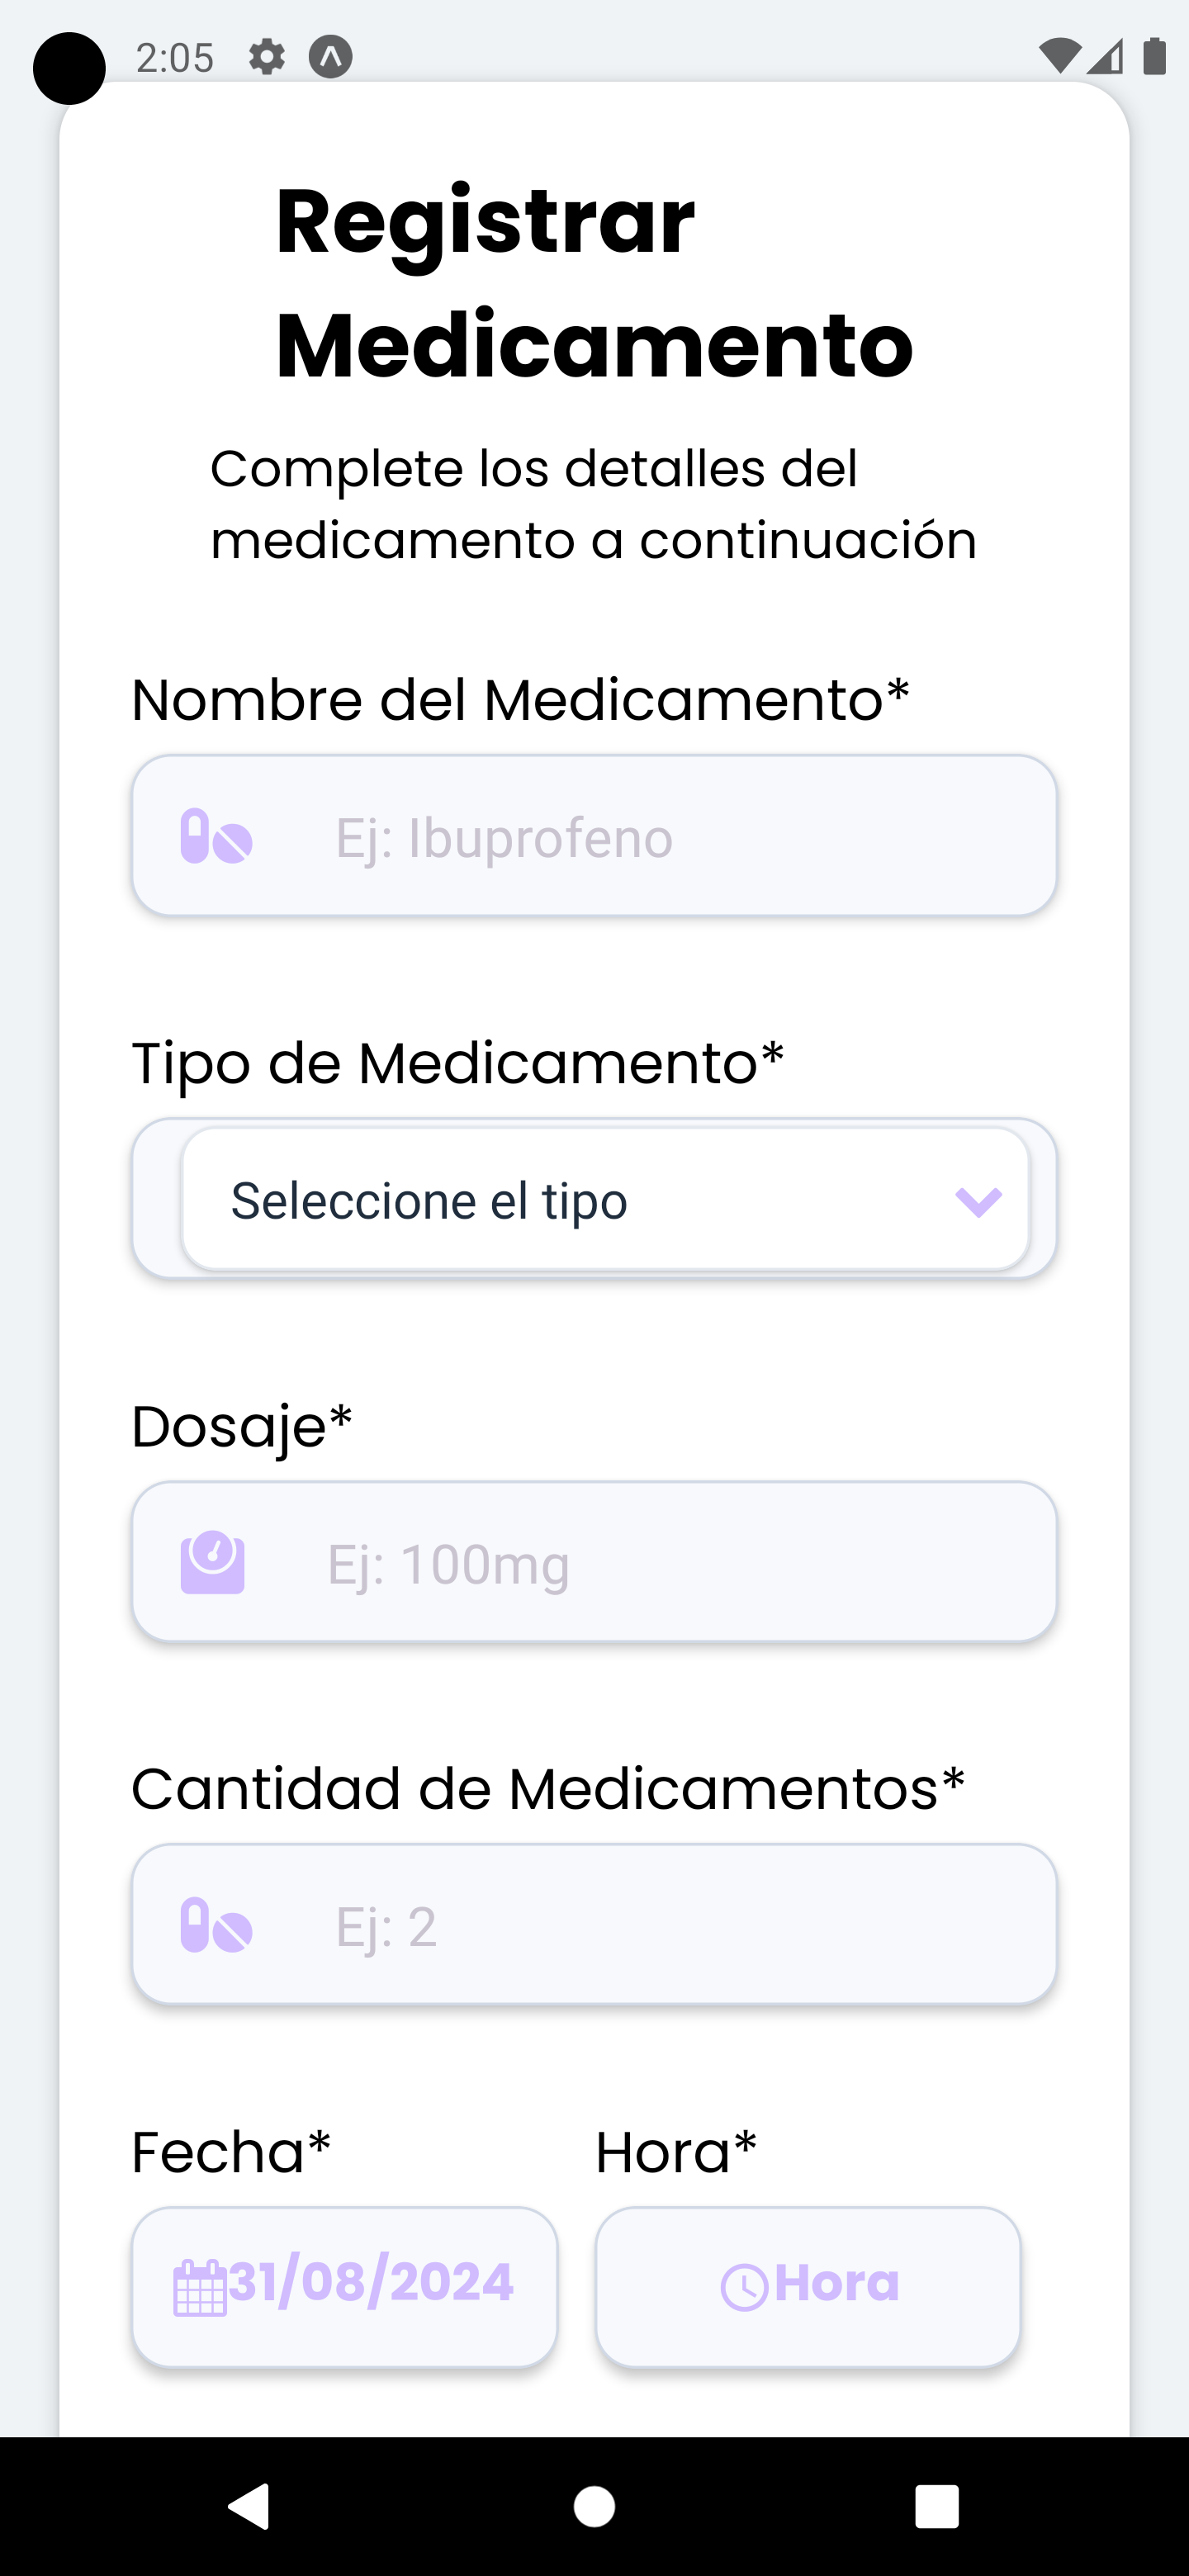 2:05
Registrar
Medicamento
Complete los detalles del
medicamento a continuación
Nombre del Medicamento*
Ej: Ibuprofeno
Tipo de Medicamento*
Seleccione el tipo
Dosaje*
Ej: 100mg
Cantidad de Medicamentos*
Ej: 2
Fecha* Hora*
31/08/2024 Hora